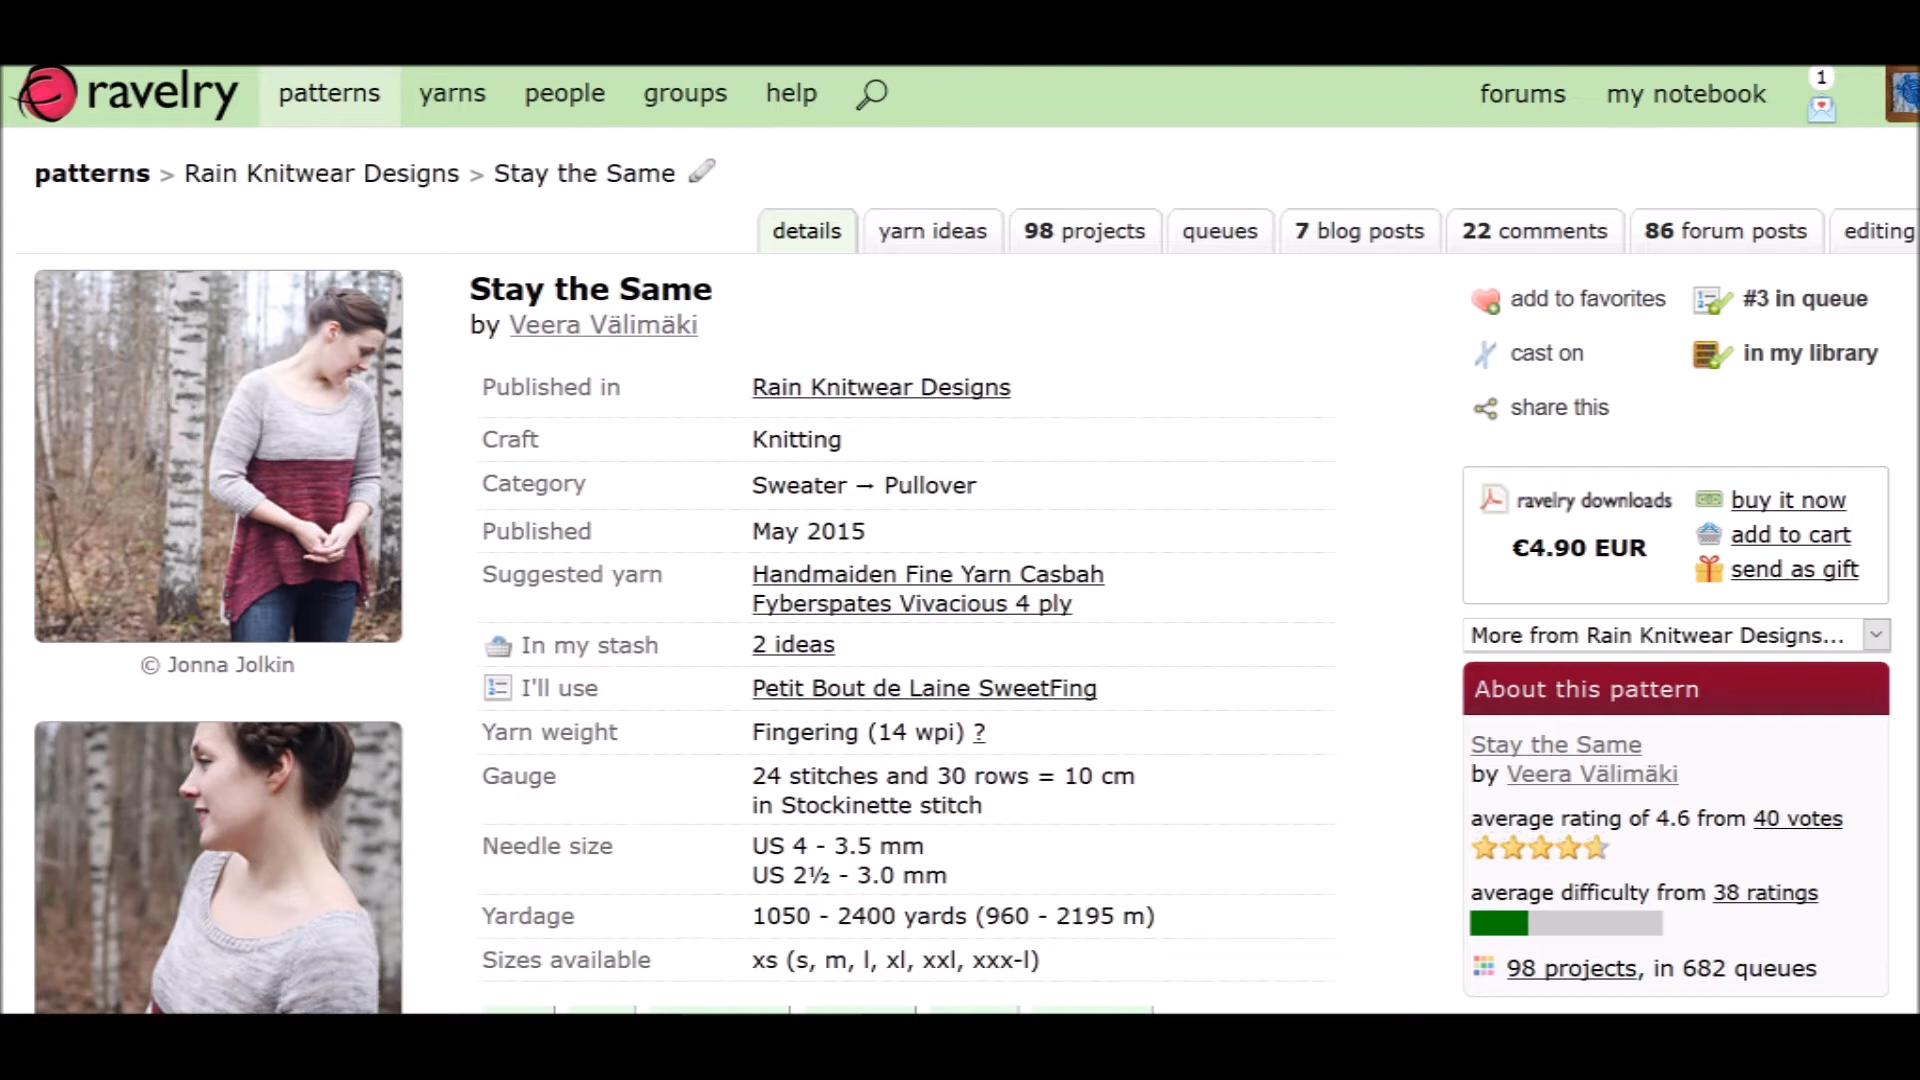 ravelry patterns yarns people groups help forums my notebook 1
patterns > Rain Knitwear Designs > Stay the Same
details yarn ideas 98 projects queues 7 blog posts 22 comments 86 forum posts editing
Stay the Same
by Veera Välimäki
Published in Rain Knitwear Designs
Craft Knitting
Category Sweater → Pullover
Published May 2015
Suggested yarn Handmaiden Fine Yarn Casbah
Fyberspates Vivacious 4 ply
In my stash 2 ideas
I'll use Petit Bout de Laine SweetFing
Yarn weight Fingering (14 wpi) ?
Gauge 24 stitches and 30 rows = 10 cm
in Stockinette stitch
Needle size US 4 - 3.5 mm
US 2½ - 3.0 mm
Yardage 1050 - 2400 yards (960 - 2195 m)
Sizes available xs (s, m, l, xl, xxl, xxx-l)
© Jonna Jolkin
add to favorites #3 in queue
cast on in my library
share this
ravelry downloads buy it now
€4.90 EUR add to cart
send as gift
More from Rain Knitwear Designs...
About this pattern
Stay the Same
by Veera Välimäki
average rating of 4.6 from 40 votes
average difficulty from 38 ratings
98 projects, in 682 queues